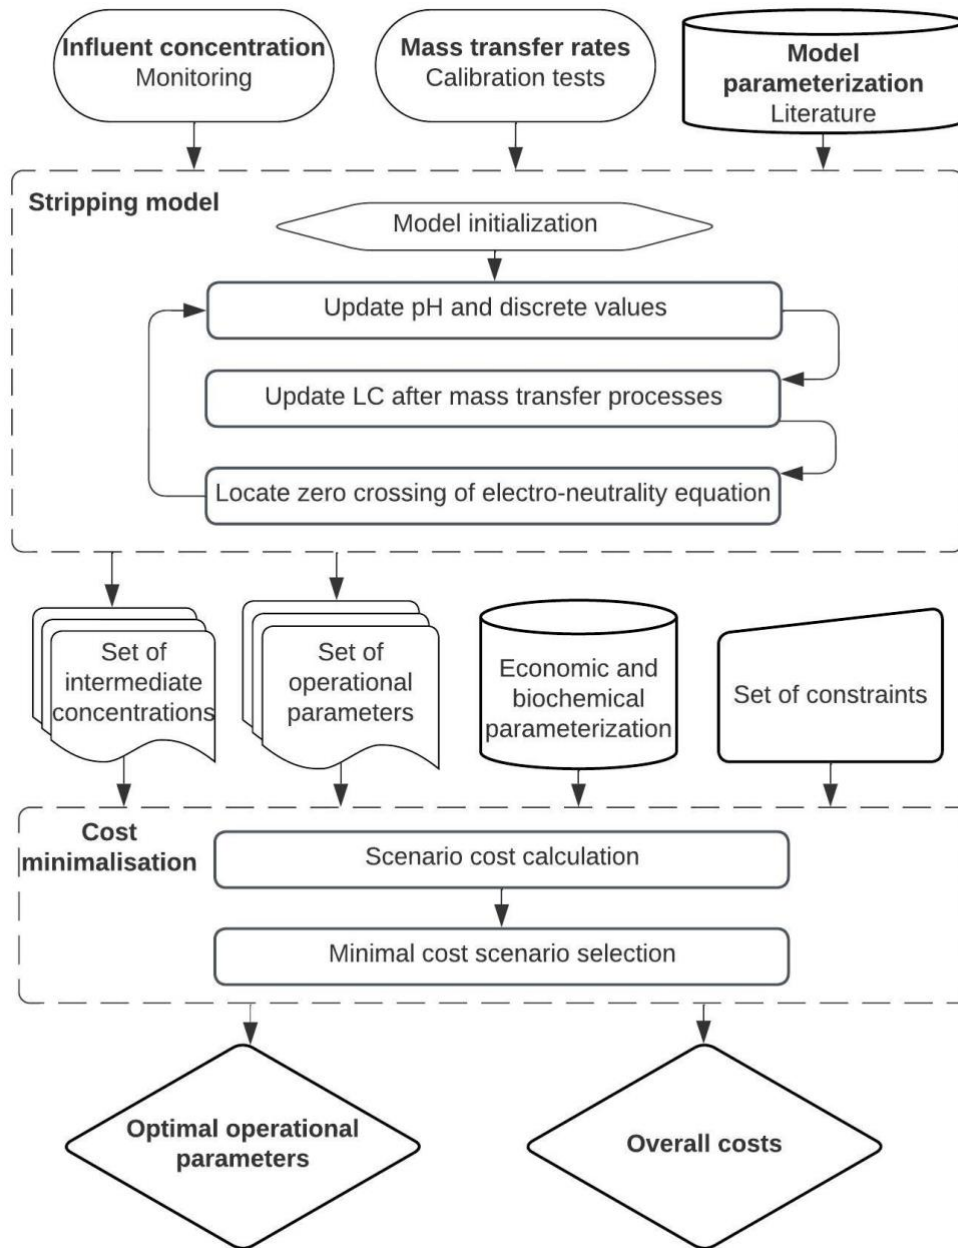 Influent concentration
Monitoring
Mass transfer rates
Calibration tests
Model
parameterization
Literature
Stripping model
Model initialization
Update pH and discrete values
Update LC after mass transfer processes
Locate zero crossing of electro-neutrality equation
Set of
intermediate
concentrations
Set of
operational
parameters
Economic and
biochemical
parameterization
Set of constraints
Cost
minimalisation
Scenario cost calculation
Minimal cost scenario selection
Optimal operational
parameters
Overall costs